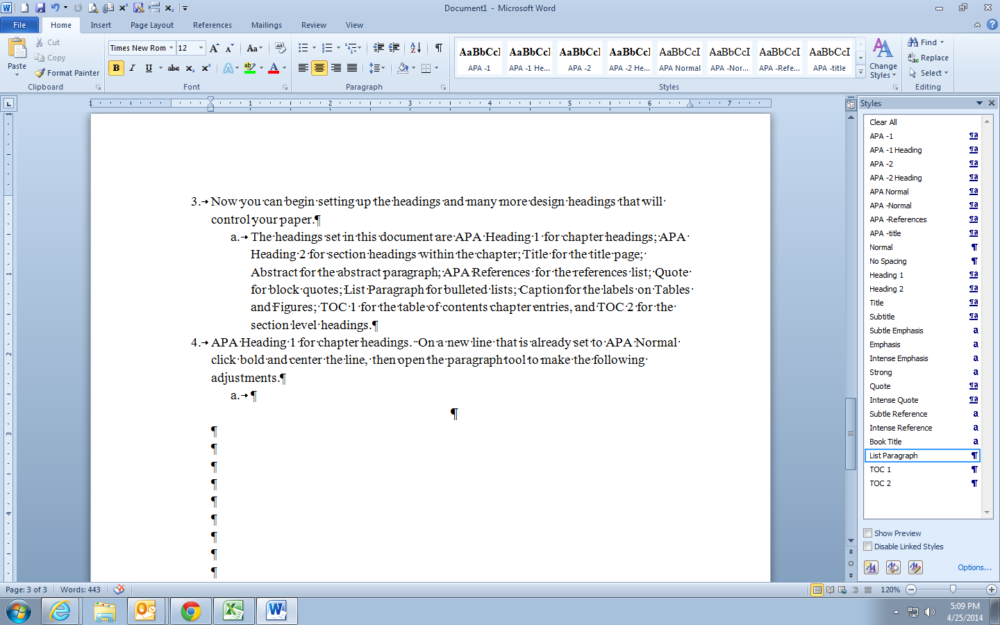 Document1 - Microsoft Word
File Home Insert Page Layout References Mailings Review View
Paste
Cut
Copy
Format Painter
Clipboard
Times New Rom 12
Font
Paragraph
AaBbCcI AaBbCcI AaBbCcI AaBbCcI AaBbCcI AaBbCcI AaBbCcI AaBbCcI
APA -1 APA -1 He... APA -2 APA -2 He... APA Normal APA -Nor... APA -Refe... APA -title
Change
Styles
Styles
Find
Replace
Select
Editing
1 1 2 3 4 5 6 7
3. Now you can begin setting up the headings and many more design headings that will
control your paper.¶
a. The headings set in this document are APA Heading 1 for chapter headings; APA
Heading 2 for section headings within the chapter; Title for the title page;
Abstract for the abstract paragraph; APA References for the references list; Quote
for block quotes; List Paragraph for bulleted lists; Caption for the labels on Tables
and Figures; TOC 1 for the table of contents chapter entries, and TOC 2 for the
section level headings.¶
4. APA Heading 1 for chapter headings. On a new line that is already set to APA Normal
click bold and center the line, then open the paragraph tool to make the following
adjustments.¶
a. ¶
¶
¶
¶
¶
¶
¶
¶
¶
¶
¶
Styles
Clear All
APA -1
APA -1 Heading
APA -2
APA -2 Heading
APA Normal
APA -Normal
APA -References
APA -title
Normal
No Spacing
Heading 1
Heading 2
Title
Subtitle
Subtle Emphasis
Emphasis
Intense Emphasis
Strong
Quote
Intense Quote
Subtle Reference
Intense Reference
Book Title
List Paragraph
TOC 1
TOC 2
Show Preview
Disable Linked Styles
Options...
Page: 3 of 3 Words: 443 120%
5:09 PM
4/25/2014